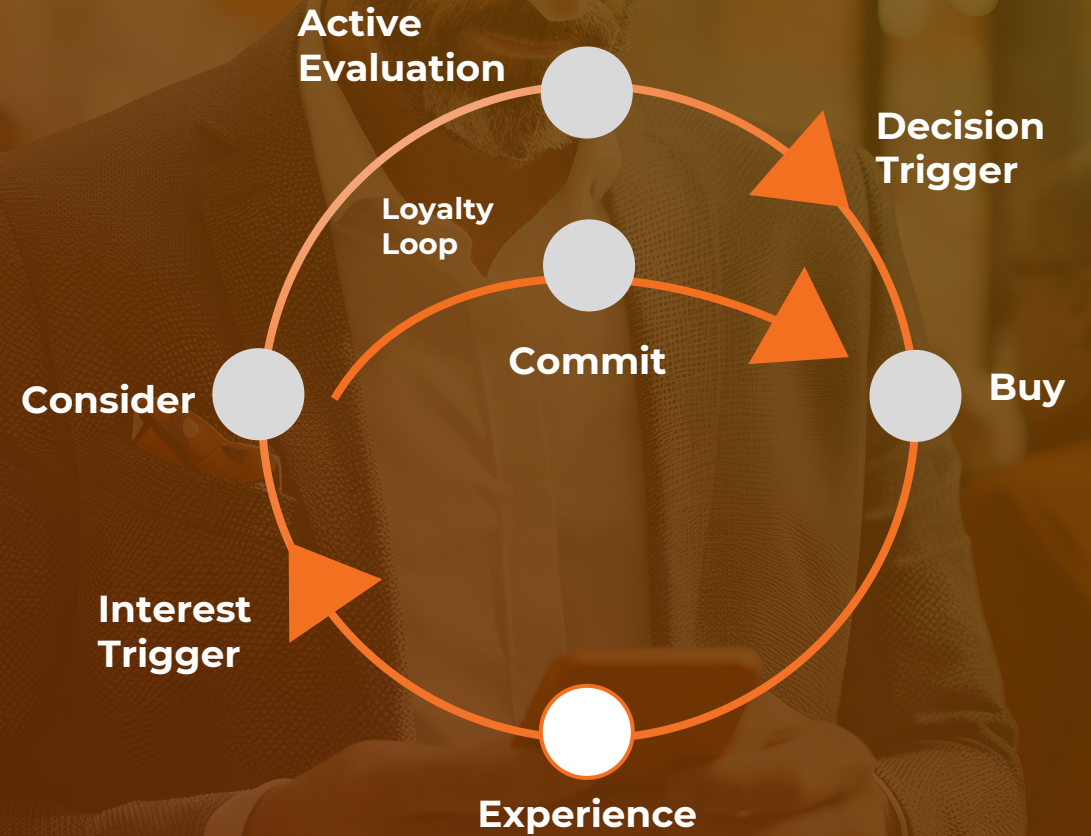 Active
Evaluation
Decision
Trigger
Loyalty
Loop
Commit
Consider
Buy
Interest
Trigger
Experience